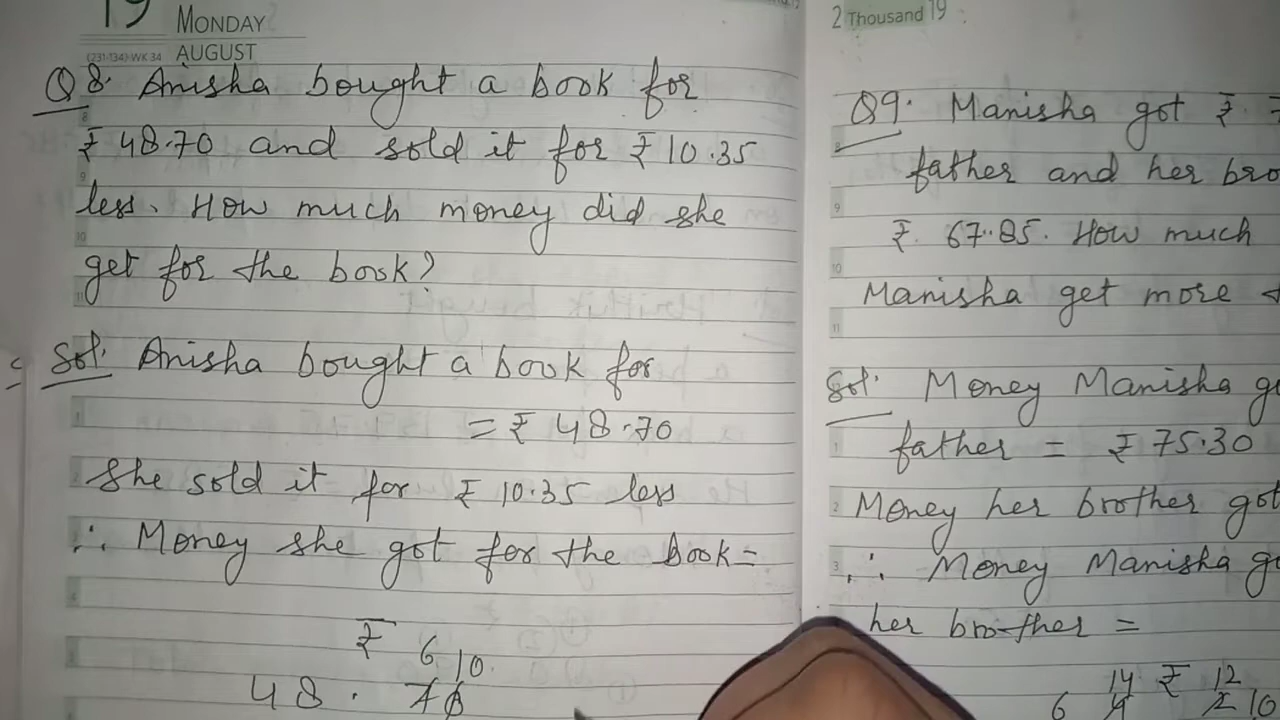 19 MONDAY
(231-134)-WK 34 AUGUST
Q8. Anisha bought a book for
₹ 48.70 and sold it for ₹ 10.35
less. How much money did she
get for the book?
Sol. Anisha bought a book for
= ₹ 48.70
She sold it for ₹ 10.35 less
∴ Money she got for the book =
₹ 6 10
48 . 70
2 Thousand 19
Q9. Manisha got ₹
father and her bro
₹ 67.85. How much
Manisha get more
Sol. Money Manisha g
father = ₹ 75.30
Money her brother got
∴ Money Manisha g
her brother =
14 ₹ 12
6 4 2 10